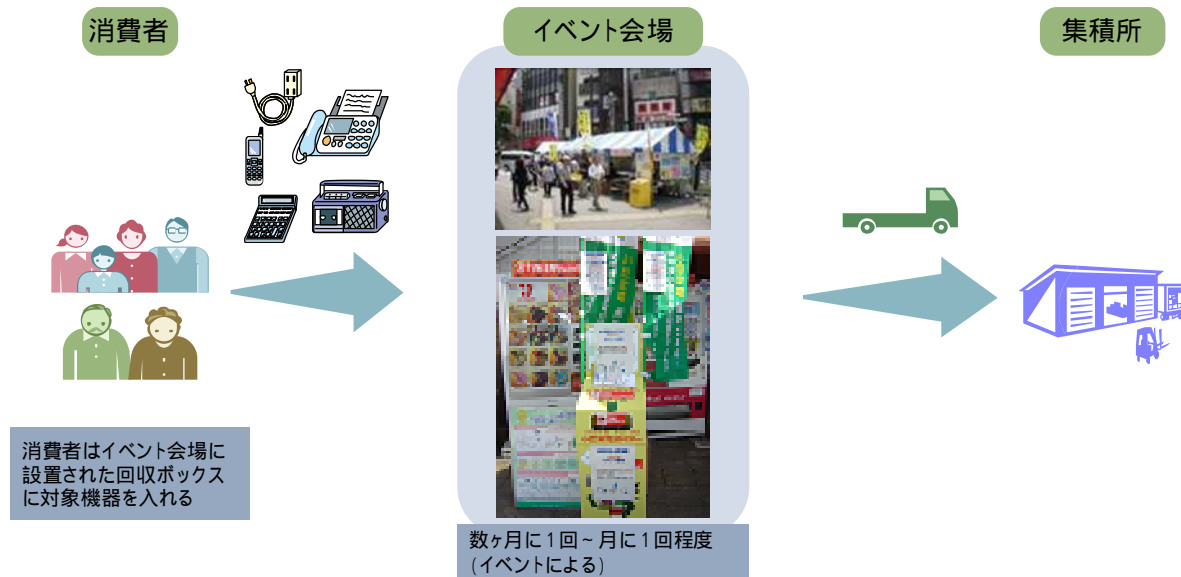 消費者
イベント会場
集積所
消費者はイベント会場に
設置された回収ボックス
に対象機器を入れる
数ヶ月に1回~月に1回程度
(イベントによる)